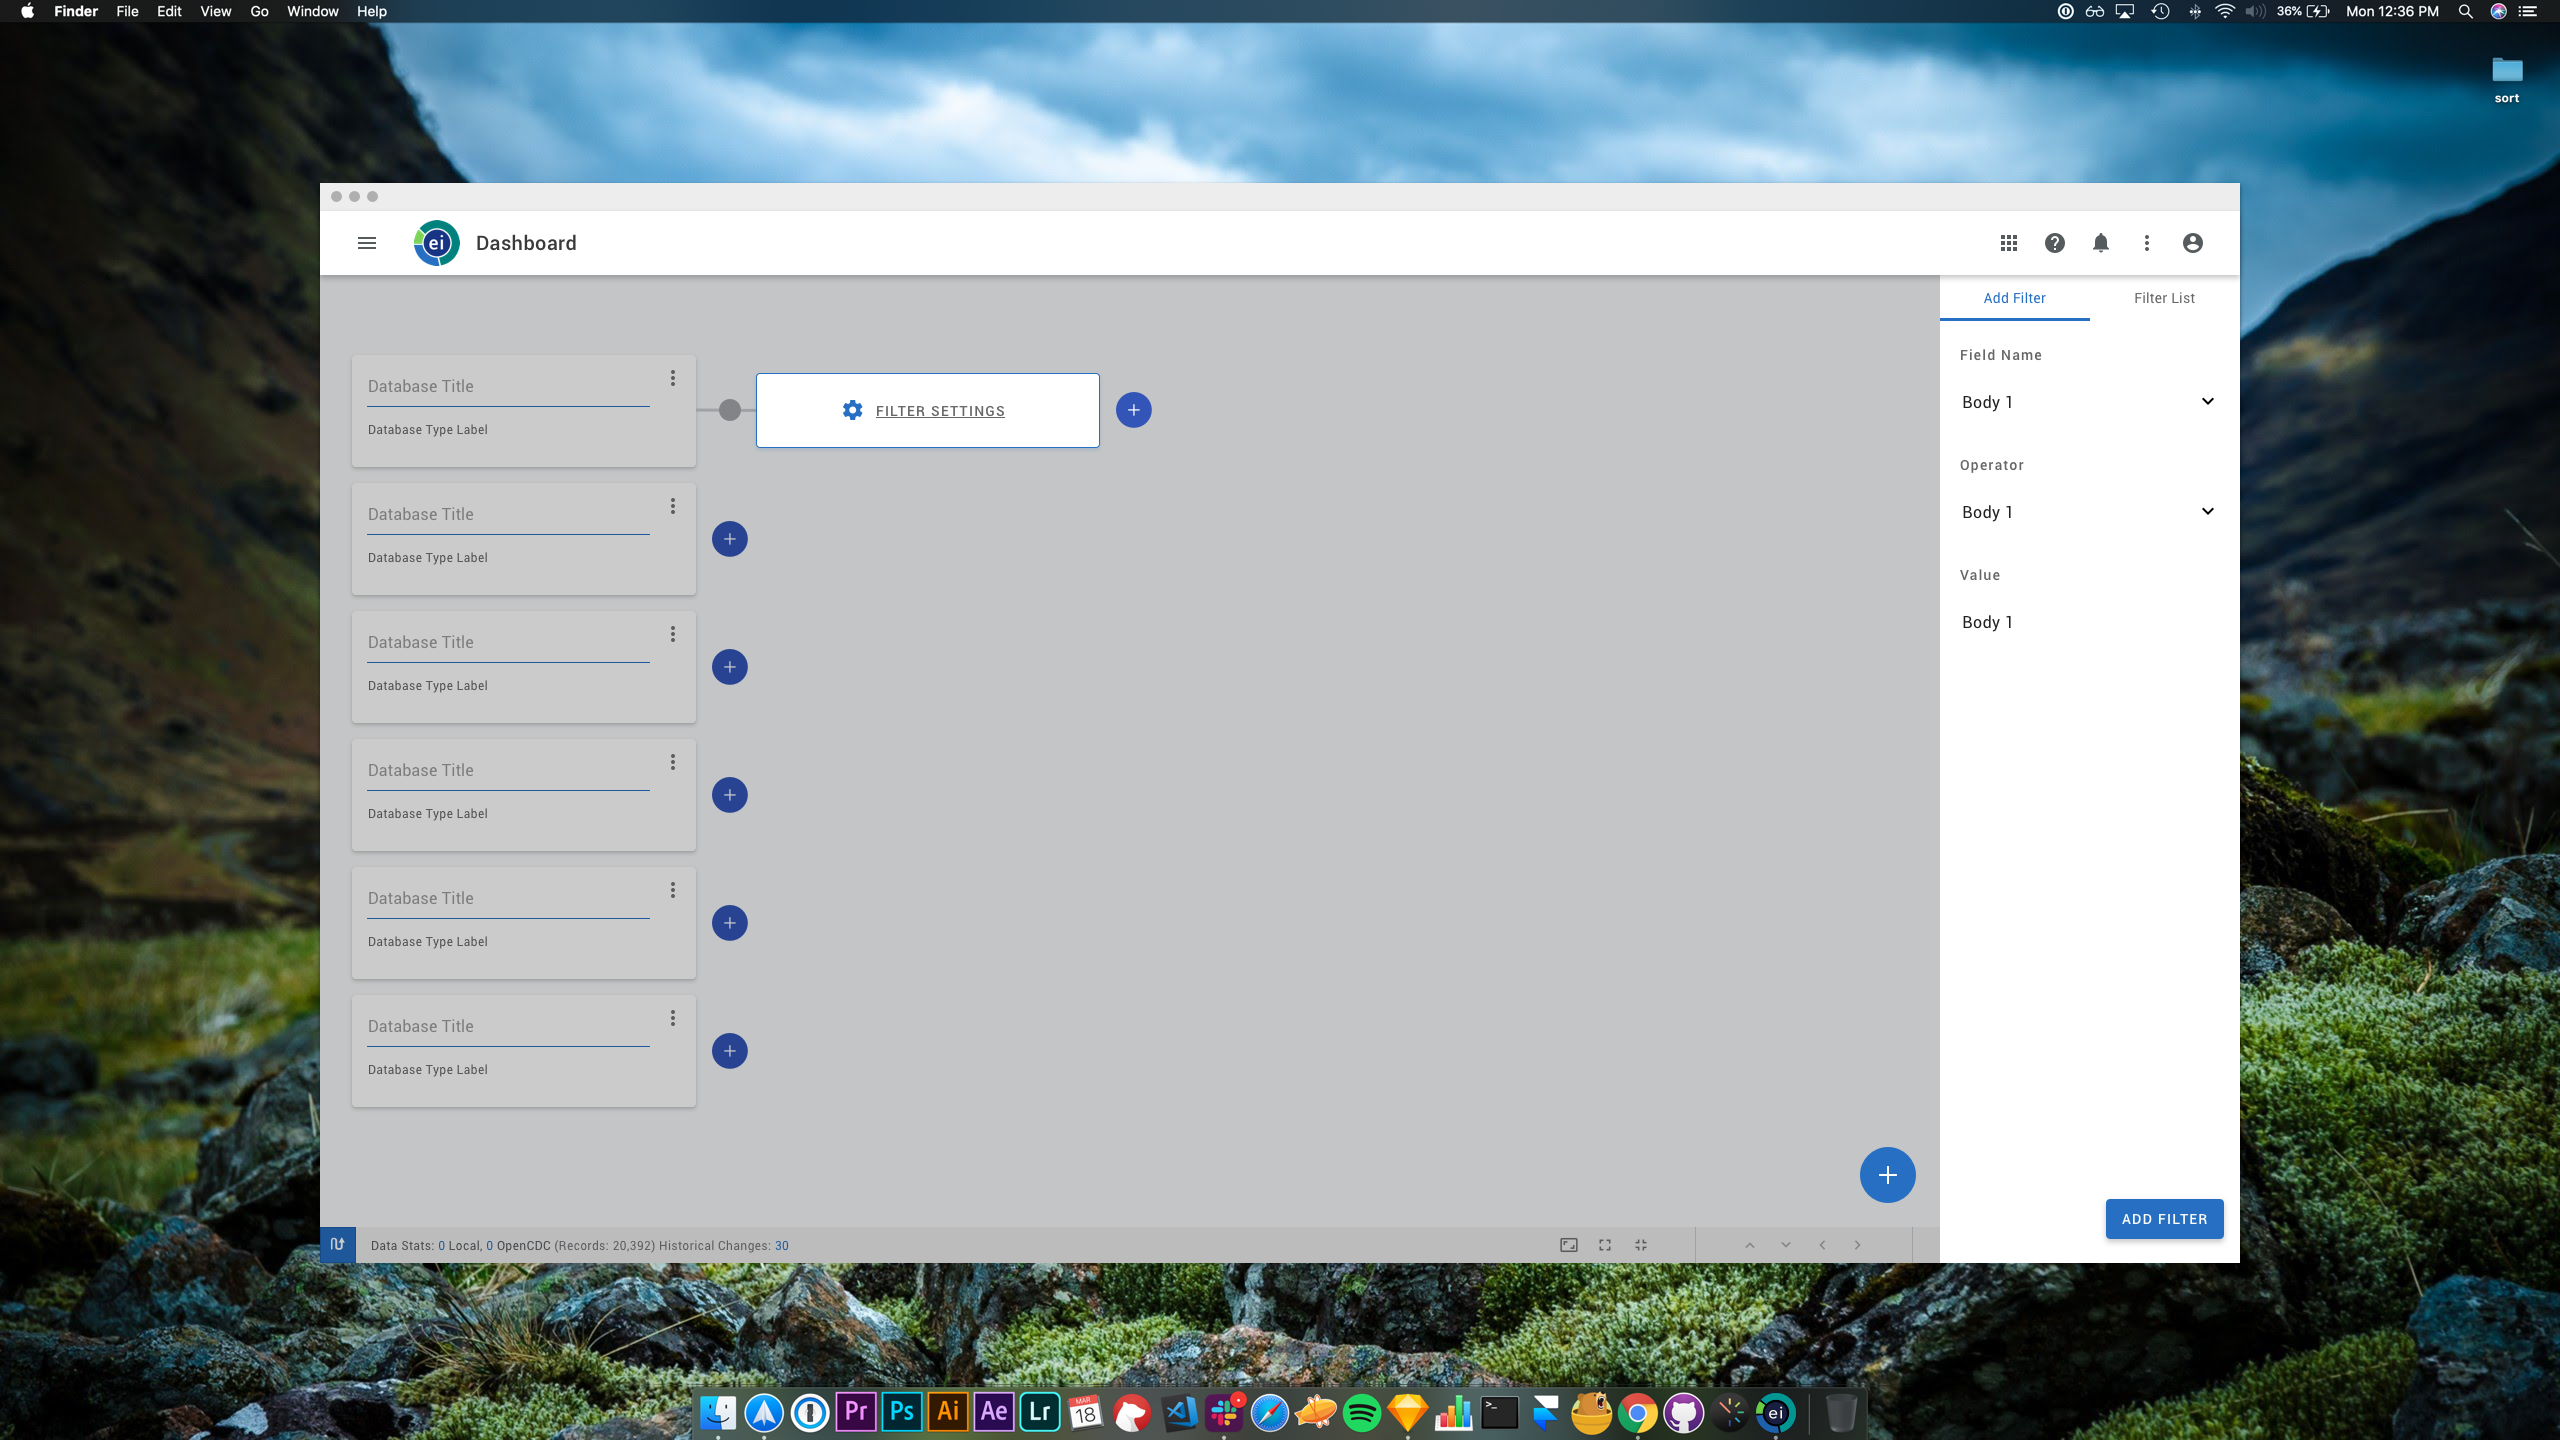 Finder File Edit View Go Window Help
36% Mon 12:36 PM
sort
ei Dashboard
Add Filter Filter List
Field Name
Body 1
Operator
Body 1
Value
Body 1
Database Title
Database Type Label
FILTER SETTINGS
Database Title
Database Type Label
Database Title
Database Type Label
Database Title
Database Type Label
Database Title
Database Type Label
Database Title
Database Type Label
ADD FILTER
Data Stats: 0 Local, 0 OpenCDC (Records: 20,392) Historical Changes: 30
Pr Ps Ai Ae Lr MAR 18 ei